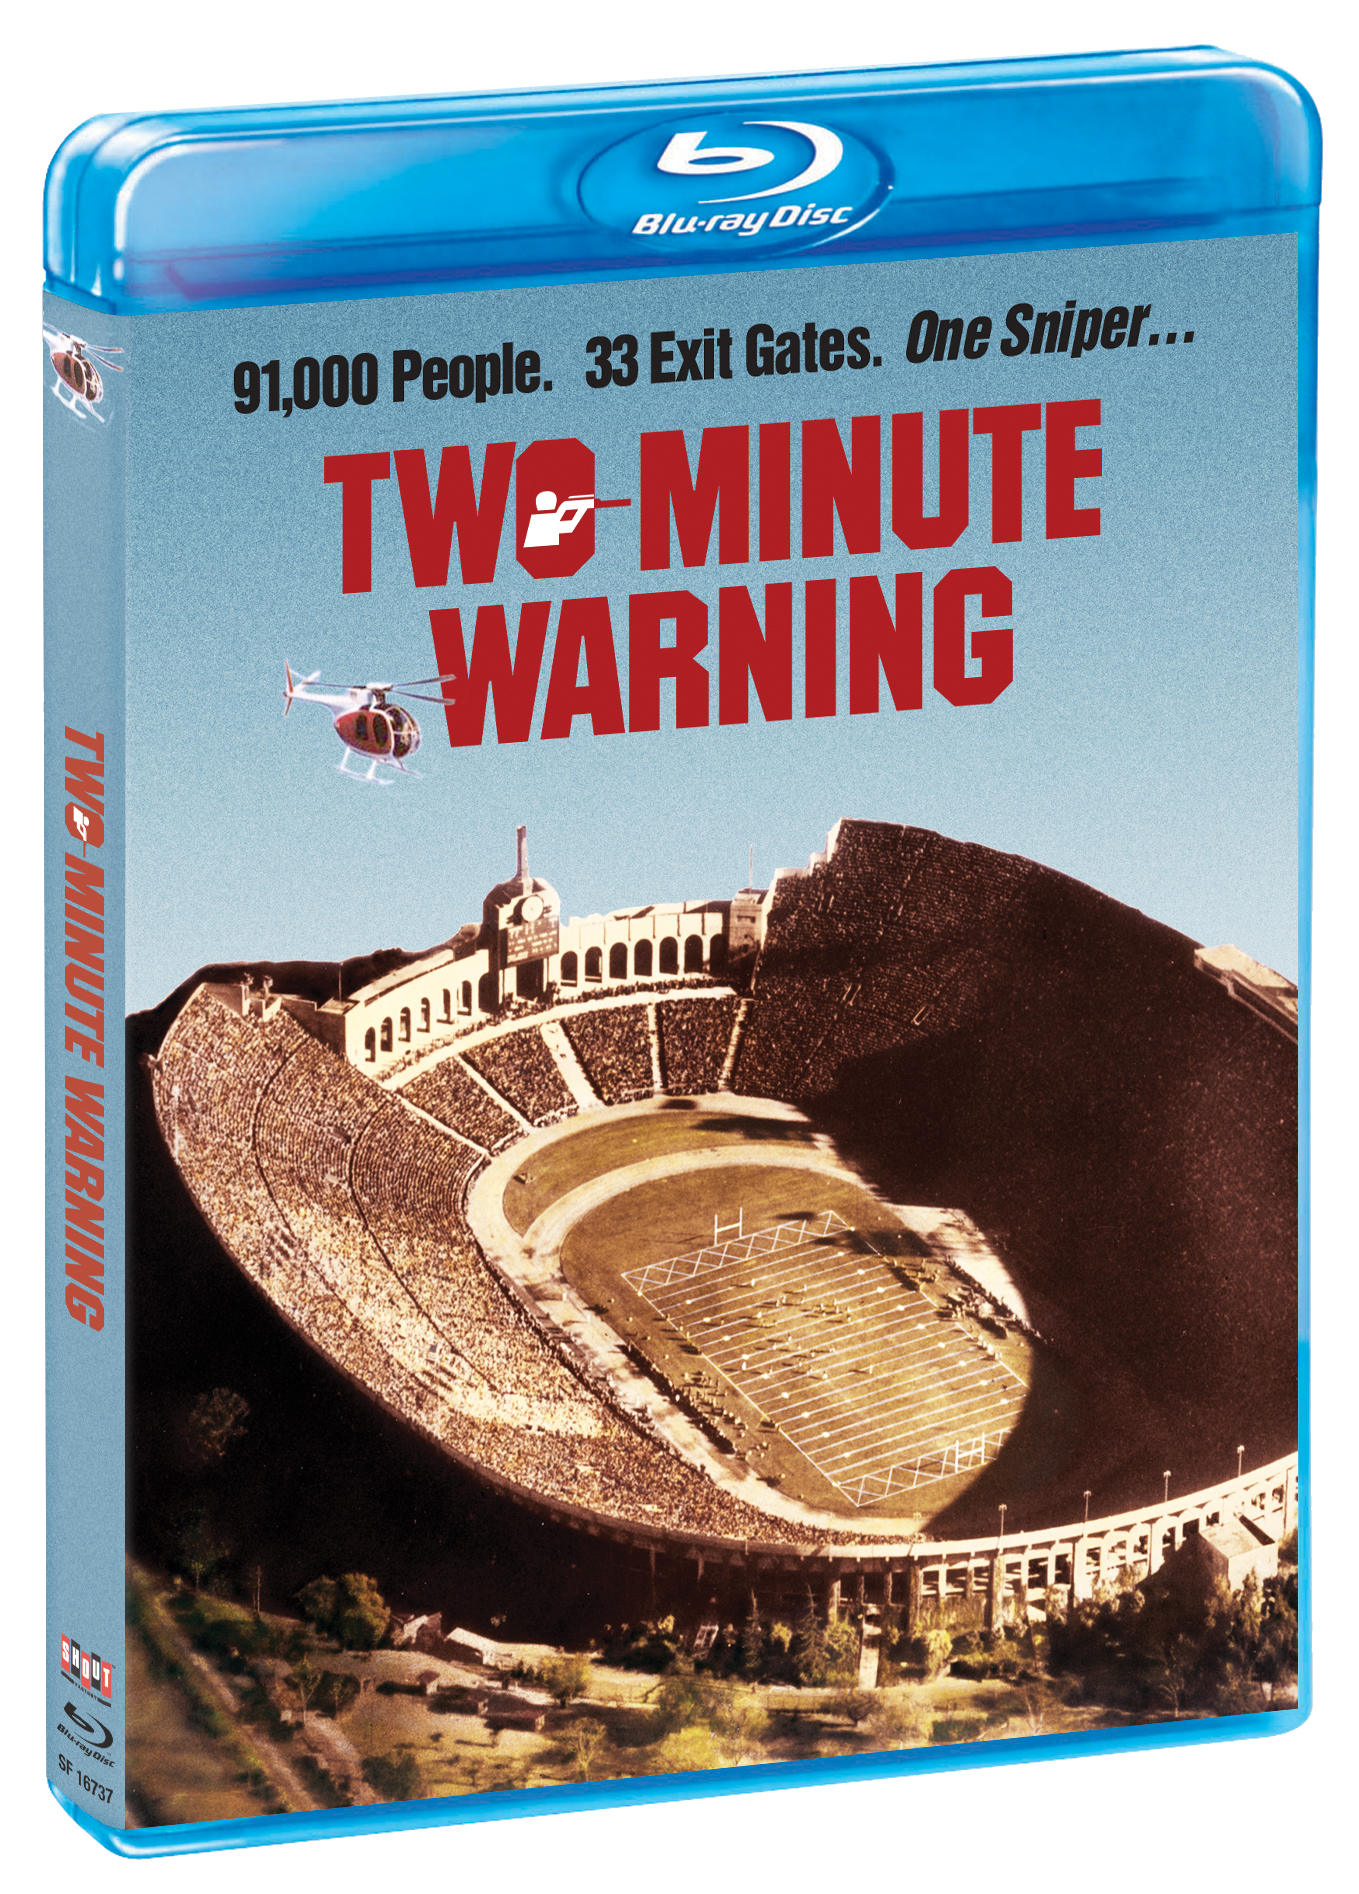 Blu-ray Disc
91,000 People. 33 Exit Gates. One Sniper...
TWO-MINUTE
WARNING
TWO-MINUTE WARNING
SHOUT
FACTORY
Blu-ray Disc
SF 16737